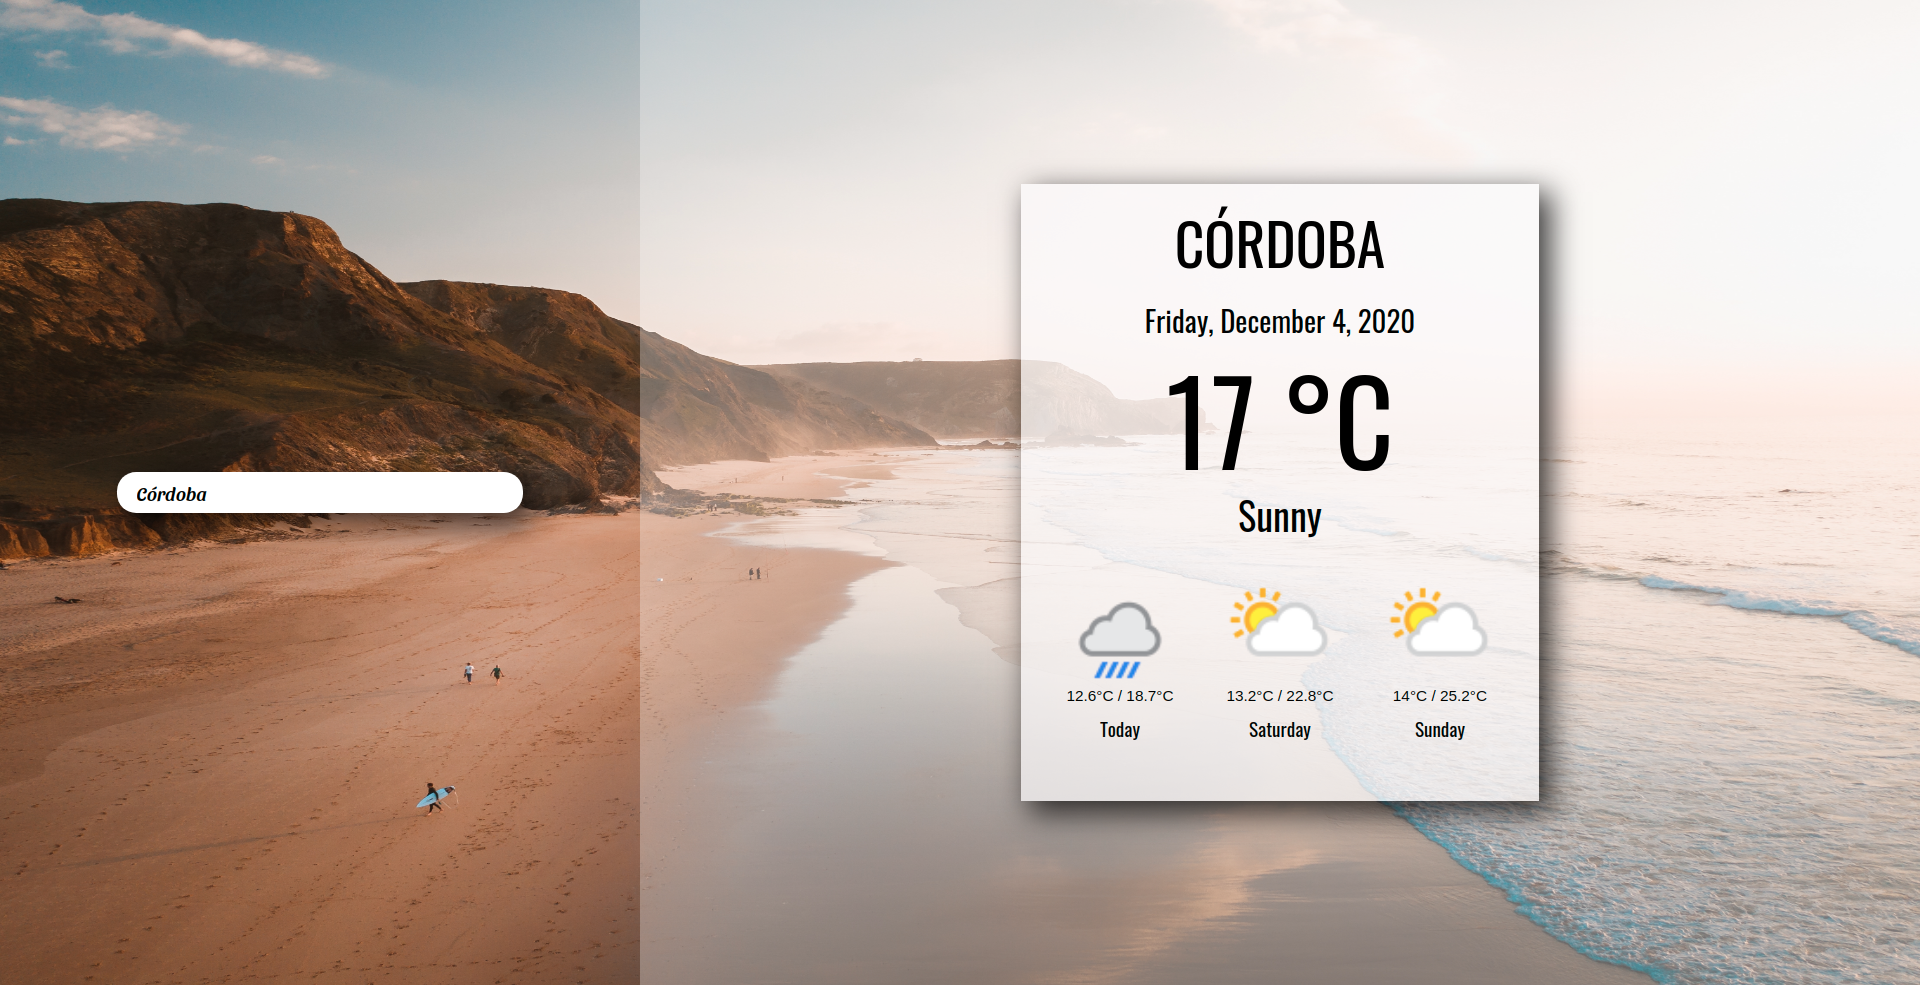 Córdoba
CÓRDOBA
Friday, December 4, 2020
17 °C
Sunny
12.6°C / 18.7°C
Today
13.2°C / 22.8°C
Saturday
14°C / 25.2°C
Sunday